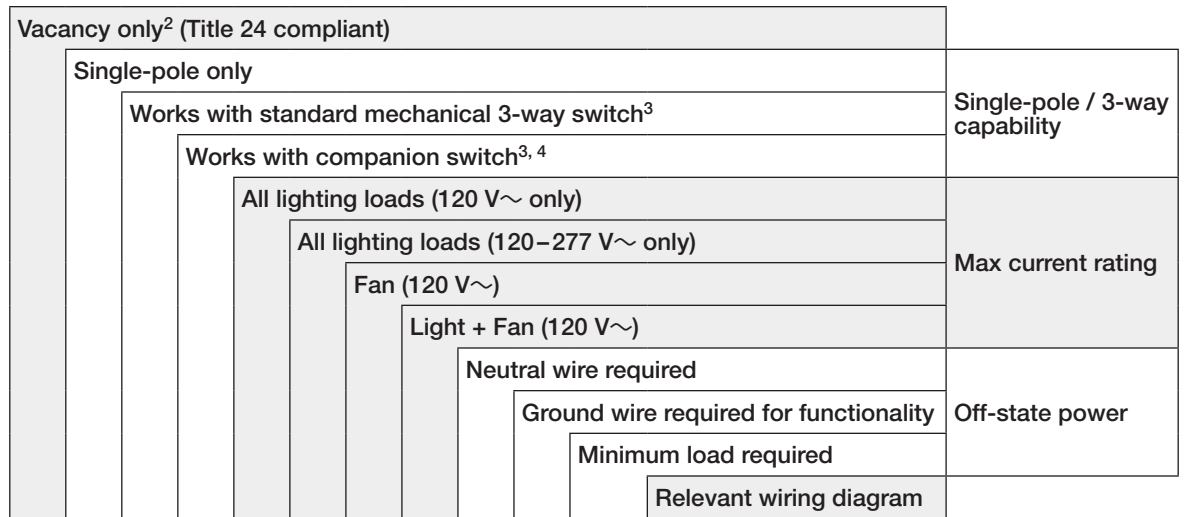 Vacancy only² (Title 24 compliant)
Single-pole only
Works with standard mechanical 3-way switch³
Works with companion switch³, ⁴
Single-pole / 3-way
capability
All lighting loads (120 V~ only)
All lighting loads (120–277 V~ only)
Fan (120 V~)
Light + Fan (120 V~)
Max current rating
Neutral wire required
Ground wire required for functionality
Minimum load required
Off-state power
Relevant wiring diagram